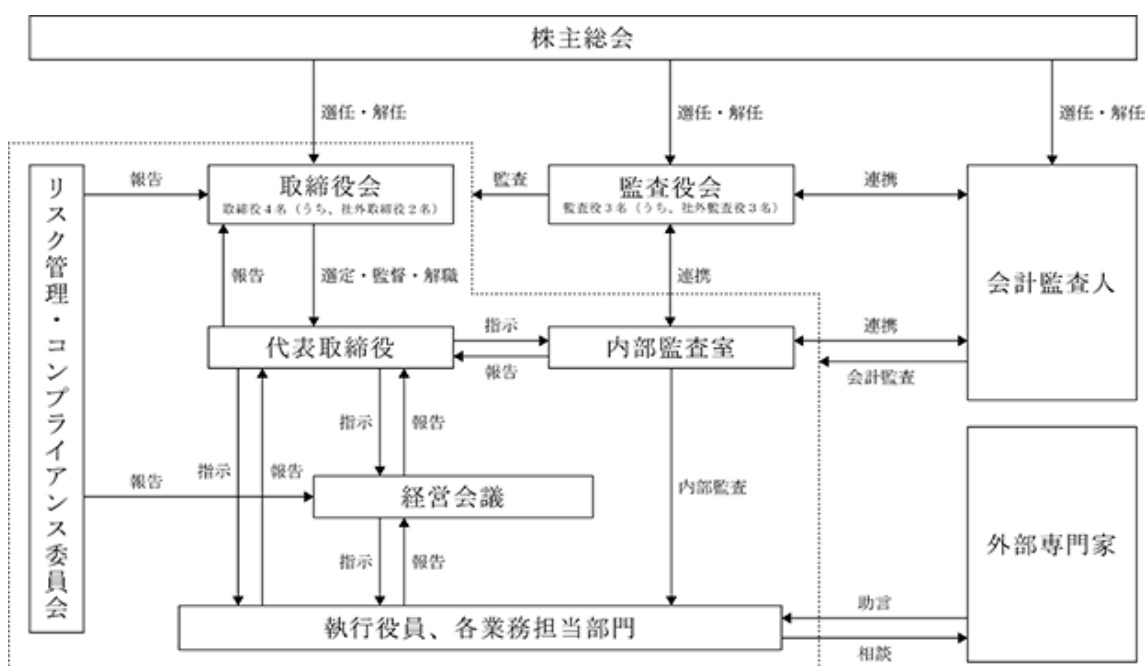 株主総会
選任・解任
選任・解任
選任・解任
リスク管理・コンプライアンス委員会
報告
取締役会
取締役4名（うち、社外取締役2名）
監査
監査役会
監査役3名（うち、社外監査役3名）
連携
会計監査人
報告
選定・監督・解職
連携
代表取締役
指示
報告
内部監査室
連携
会計監査
指示
報告
指示
報告
報告
経営会議
内部監査
指示
報告
外部専門家
執行役員、各業務担当部門
助言
相談